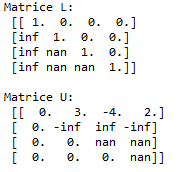 Matrice L:
[[ 1.  0.  0.  0.]
[inf  1.  0.  0.]
[inf nan  1.  0.]
[inf nan nan  1.]]
Matrice U:
[[  0.   3.  -4.   2.]
[  0. -inf  inf -inf]
[  0.   0.  nan  nan]
[  0.   0.   0.  nan]]